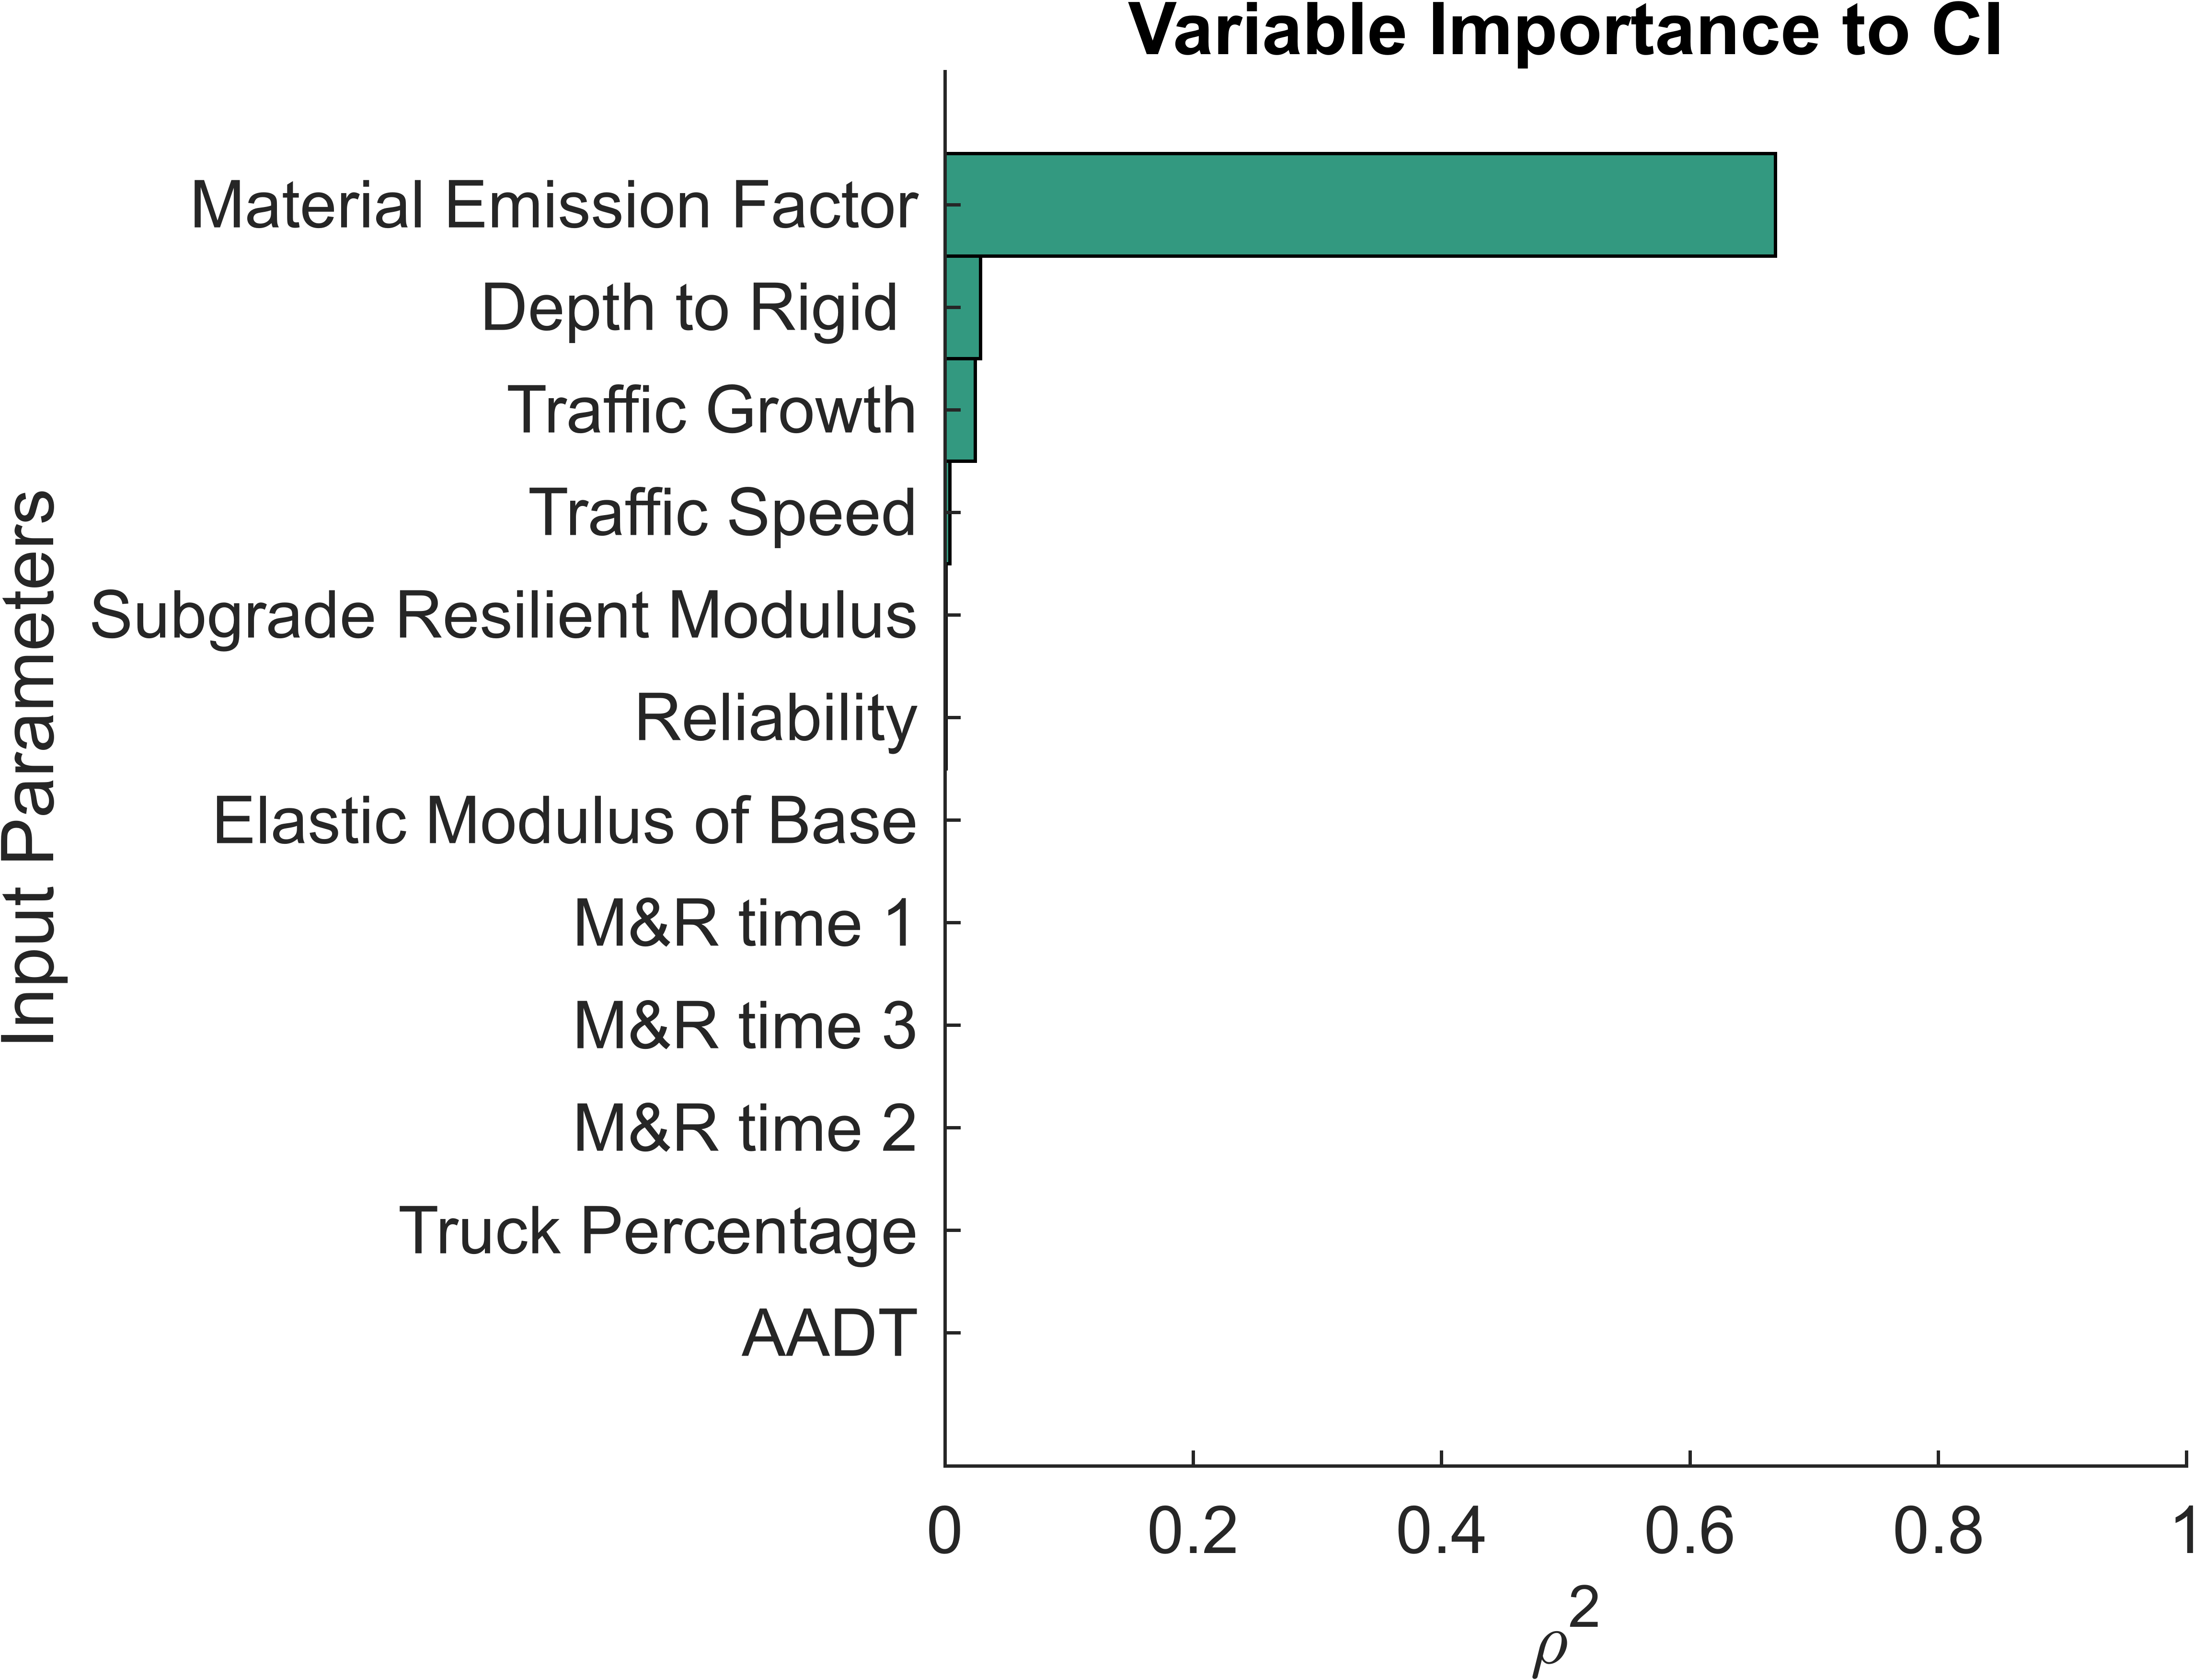 Variable Importance to CI
Material Emission Factor
Depth to Rigid
Traffic Growth
Traffic Speed
Subgrade Resilient Modulus
Reliability
Elastic Modulus of Base
M&R time 1
M&R time 3
M&R time 2
Truck Percentage
AADT
Input Parameters
0 0.2 0.4 0.6 0.8 1
ρ²